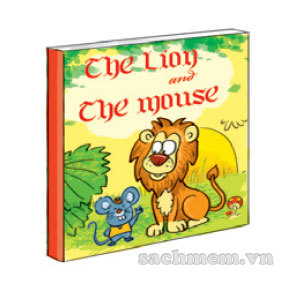 The Lion
and
The mouse
sachmem.vn